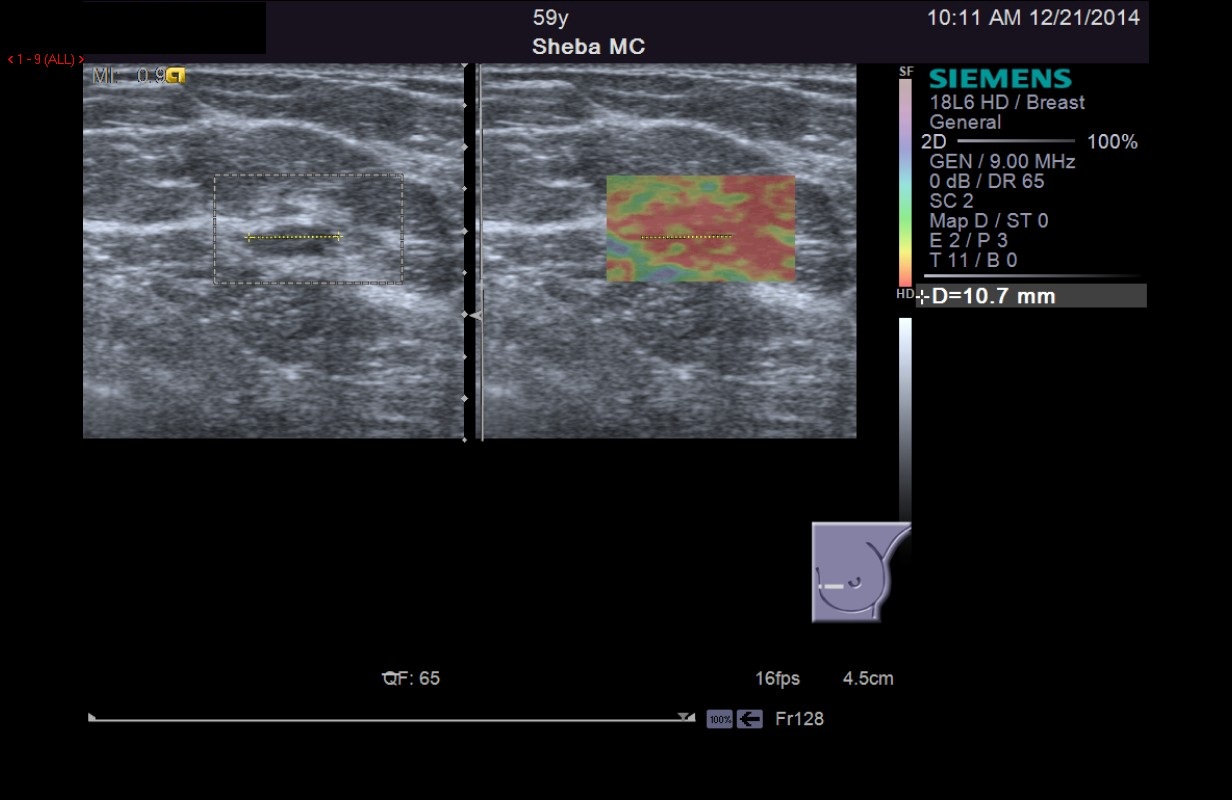 59y
10:11 AM 12/21/2014
Sheba MC
< 1 - 9 (ALL) >
MI: 0.9
SF
SIEMENS
18L6 HD / Breast
General
2D 100%
GEN / 9.00 MHz
0 dB / DR 65
SC 2
Map D / ST 0
E 2 / P 3
T 11 / B 0
HD
D=10.7 mm
QF: 65
16fps
4.5cm
100%
Fr128